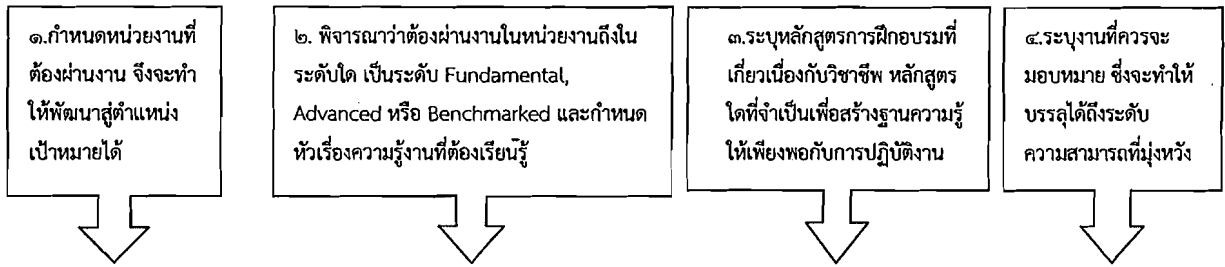 ๑.กำหนดหน่วยงานที่
ต้องผ่านงาน จึงจะทำ
ให้พัฒนาสู่ตำแหน่ง
เป้าหมายได้
๒. พิจารณาว่าต้องผ่านงานในหน่วยงานถึงใน
ระดับใด เป็นระดับ Fundamental,
Advanced หรือ Benchmarked และกำหนด
หัวเรื่องความรู้งานที่ต้องเรียนรู้
๓.ระบุหลักสูตรการฝึกอบรมที่
เกี่ยวเนื่องกับวิชาชีพ หลักสูตร
ใดที่จำเป็นเพื่อสร้างฐานความรู้
ให้เพียงพอกับการปฏิบัติงาน
๔.ระบุงานที่ควรจะ
มอบหมาย ซึ่งจะทำให้
บรรลุได้ถึงระดับ
ความสามารถที่มุ่งหวัง